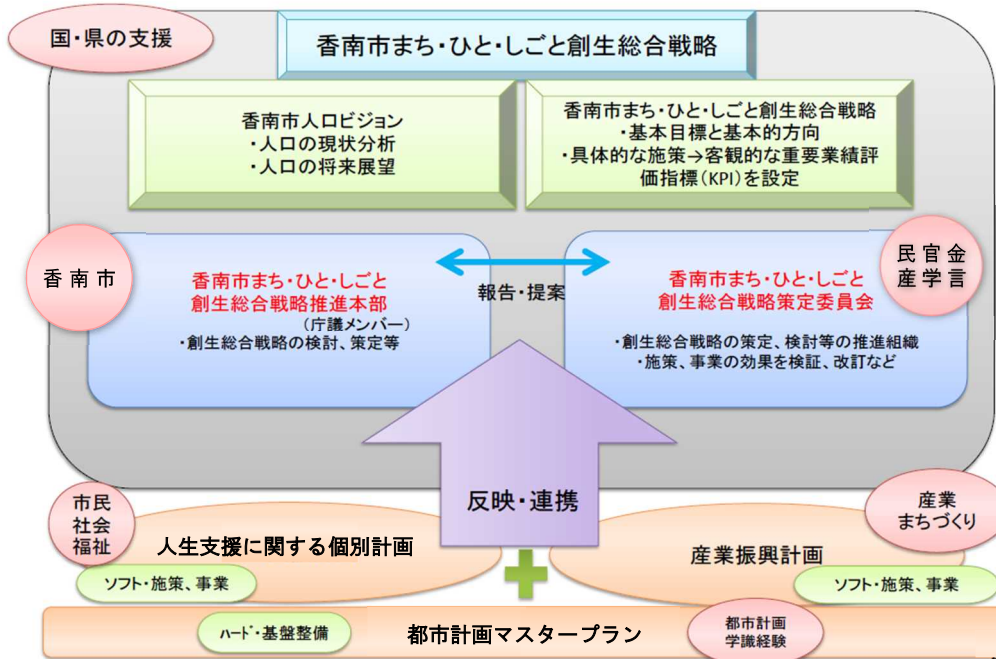 国・県の支援
香南市まち・ひと・しごと創生総合戦略
香南市人口ビジョン
・人口の現状分析
・人口の将来展望
香南市まち・ひと・しごと創生総合戦略
・基本目標と基本的方向
・具体的な施策→客観的な重要業績評
価指標(KPI)を設定
香南市
香南市まち・ひと・しごと
創生総合戦略推進本部
(庁議メンバー)
・創生総合戦略の検討、策定等
報告・提案
民官金
産学言
香南市まち・ひと・しごと
創生総合戦略策定委員会
・創生総合戦略の策定、検討等の推進組織
・施策、事業の効果を検証、改訂など
反映・連携
市民
社会
福祉
人生支援に関する個別計画
ソフト・施策、事業
産業
まちづくり
産業振興計画
ソフト・施策、事業
ハード・基盤整備
都市計画マスタープラン
都市計画
学識経験